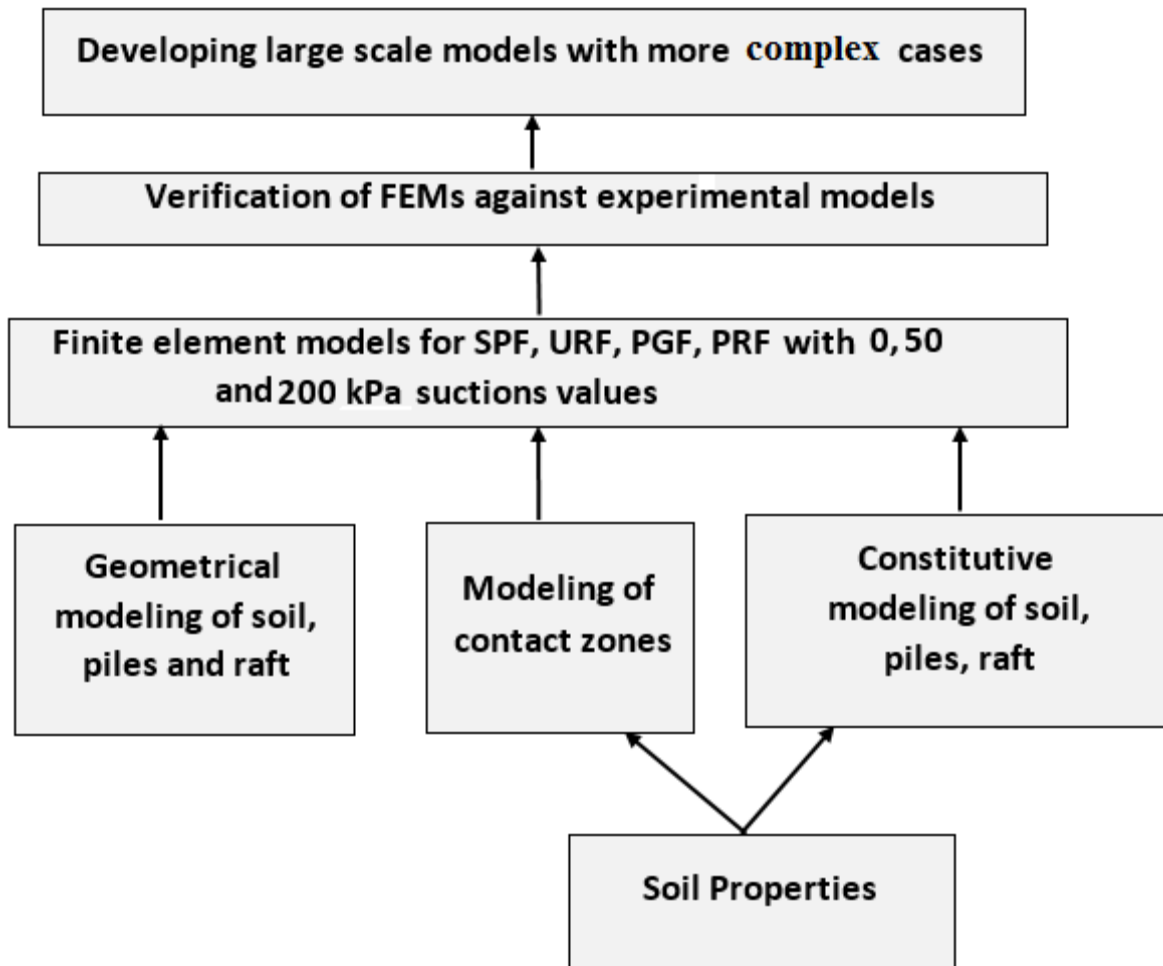 Developing large scale models with more complex cases
Verification of FEMs against experimental models
Finite element models for SPF, URF, PGF, PRF with 0, 50
and 200 kPa suctions values
Geometrical
modeling of soil,
piles and raft
Modeling of
contact zones
Constitutive
modeling of soil,
piles, raft
Soil Properties